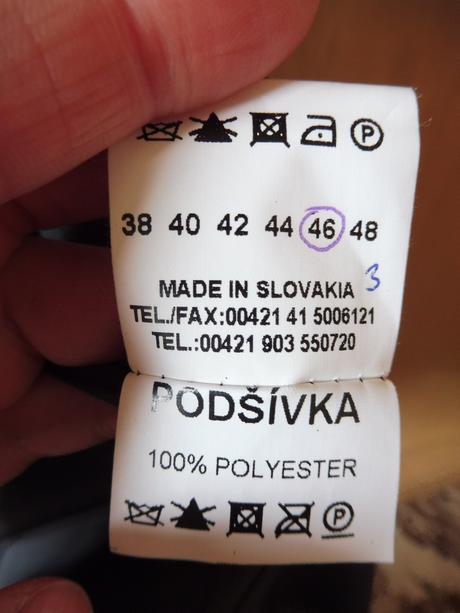 P
38 40 42 44 46 48
3
MADE IN SLOVAKIA
TEL./FAX:00421 41 5006121
TEL.:00421 903 550720
PODŠÍVKA
100% POLYESTER
P